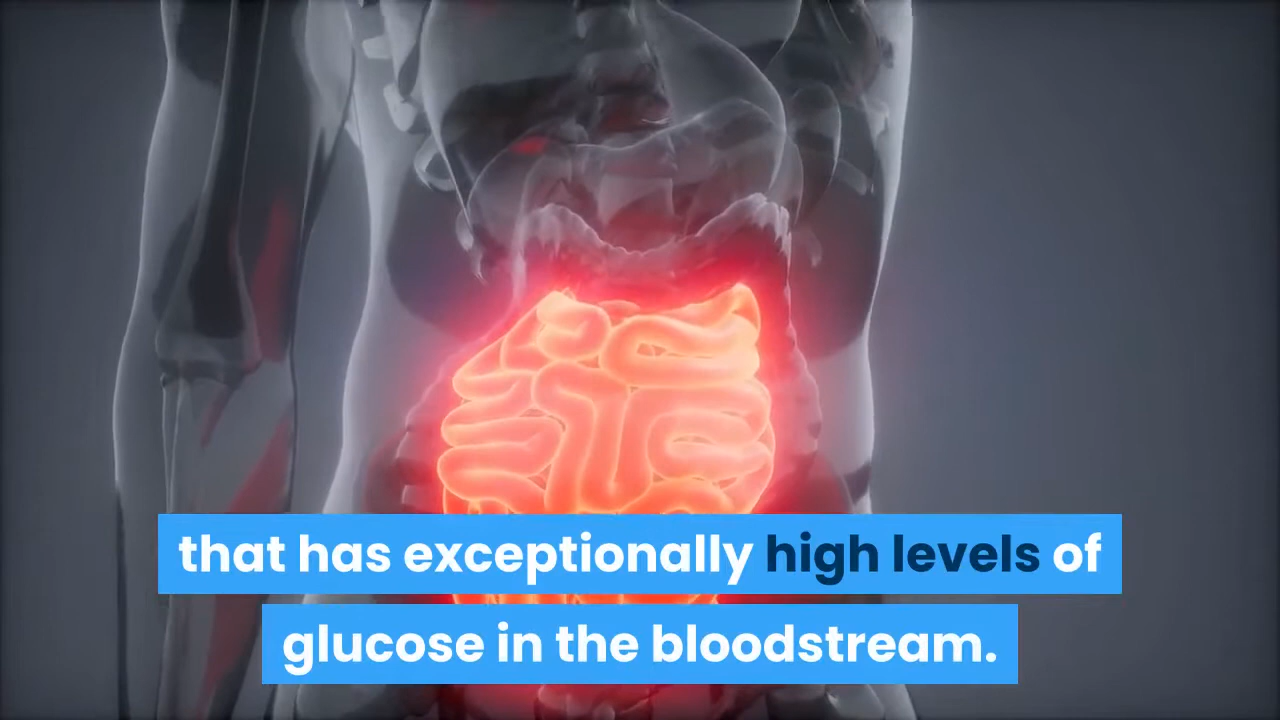 that has exceptionally high levels of
glucose in the bloodstream.